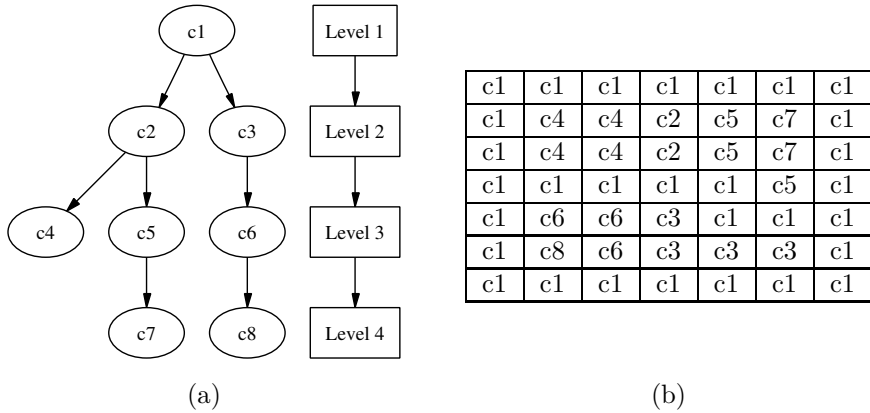 c1 Level 1
c2 c3 Level 2
c4 c5 c6 Level 3
c7 c8 Level 4
(a)
c1 c1 c1 c1 c1 c1 c1
c1 c4 c4 c2 c5 c7 c1
c1 c4 c4 c2 c5 c7 c1
c1 c1 c1 c1 c1 c5 c1
c1 c6 c6 c3 c1 c1 c1
c1 c8 c6 c3 c3 c3 c1
c1 c1 c1 c1 c1 c1 c1
(b)